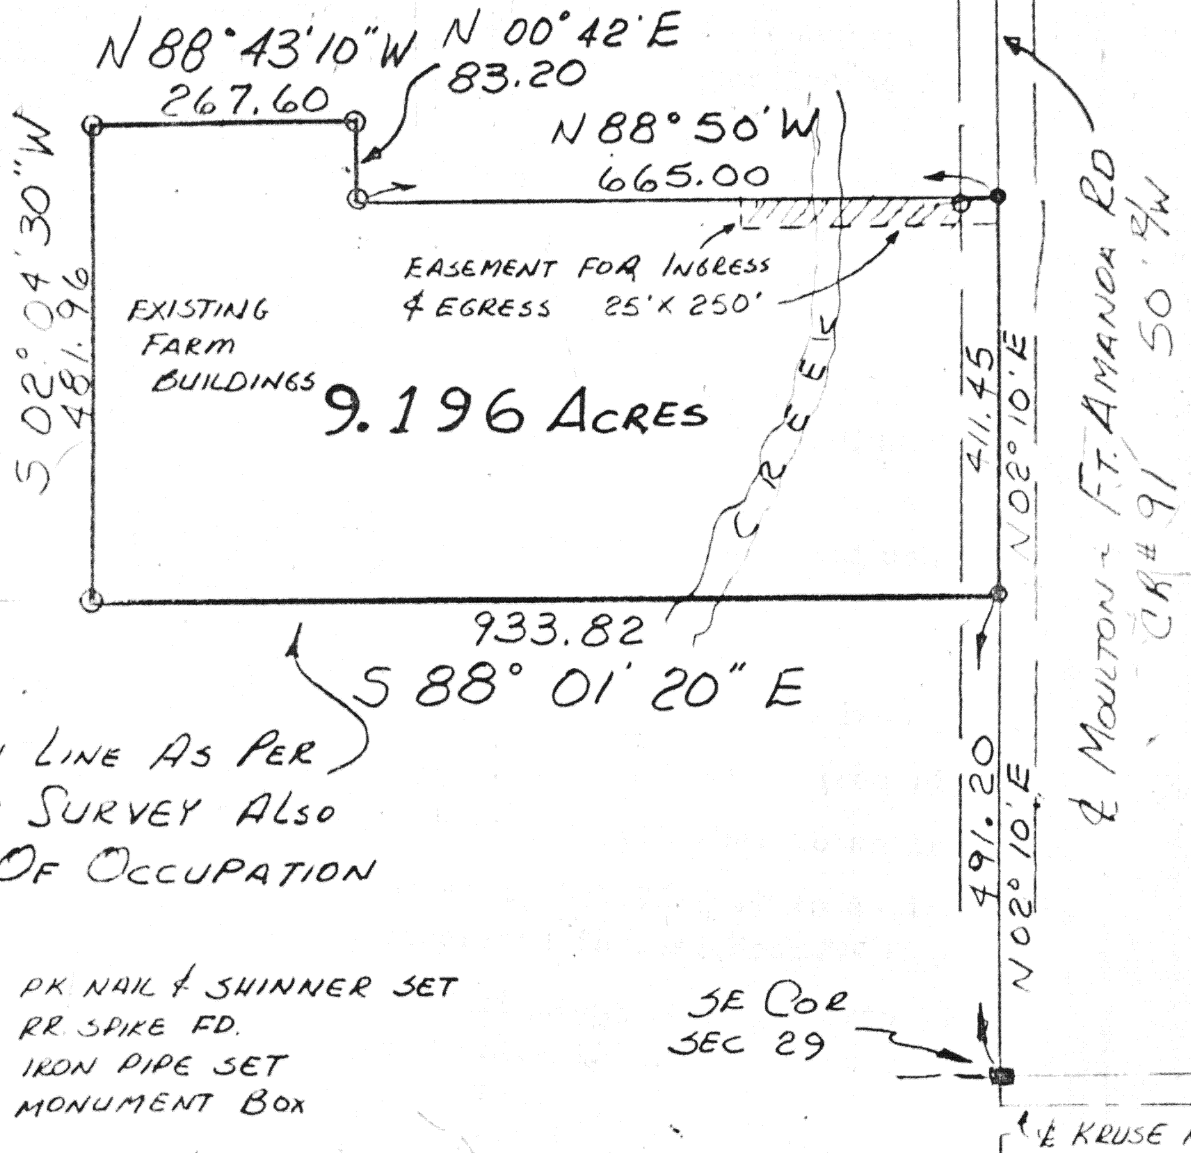 N 88° 43' 10" W
267.60
N 00° 42' E
83.20
N 88° 50' W
665.00
S 02° 04' 30" W
481.96
EASEMENT FOR INGRESS
& EGRESS 25' X 250'
EXISTING
FARM
BUILDINGS
9.196 ACRES
CREEK
411.45
N 02° 10' E
℄ MOULTON - FT. AMANDA RD
CR# 91 50' R/W
933.82
S 88° 01' 20" E
LINE AS PER
SURVEY ALSO
OF OCCUPATION
491.20
N 02° 10' E
PK NAIL & SHINNER SET
RR. SPIKE FD.
IRON PIPE SET
MONUMENT BOX
SE COR
SEC 29
℄ KRUSE